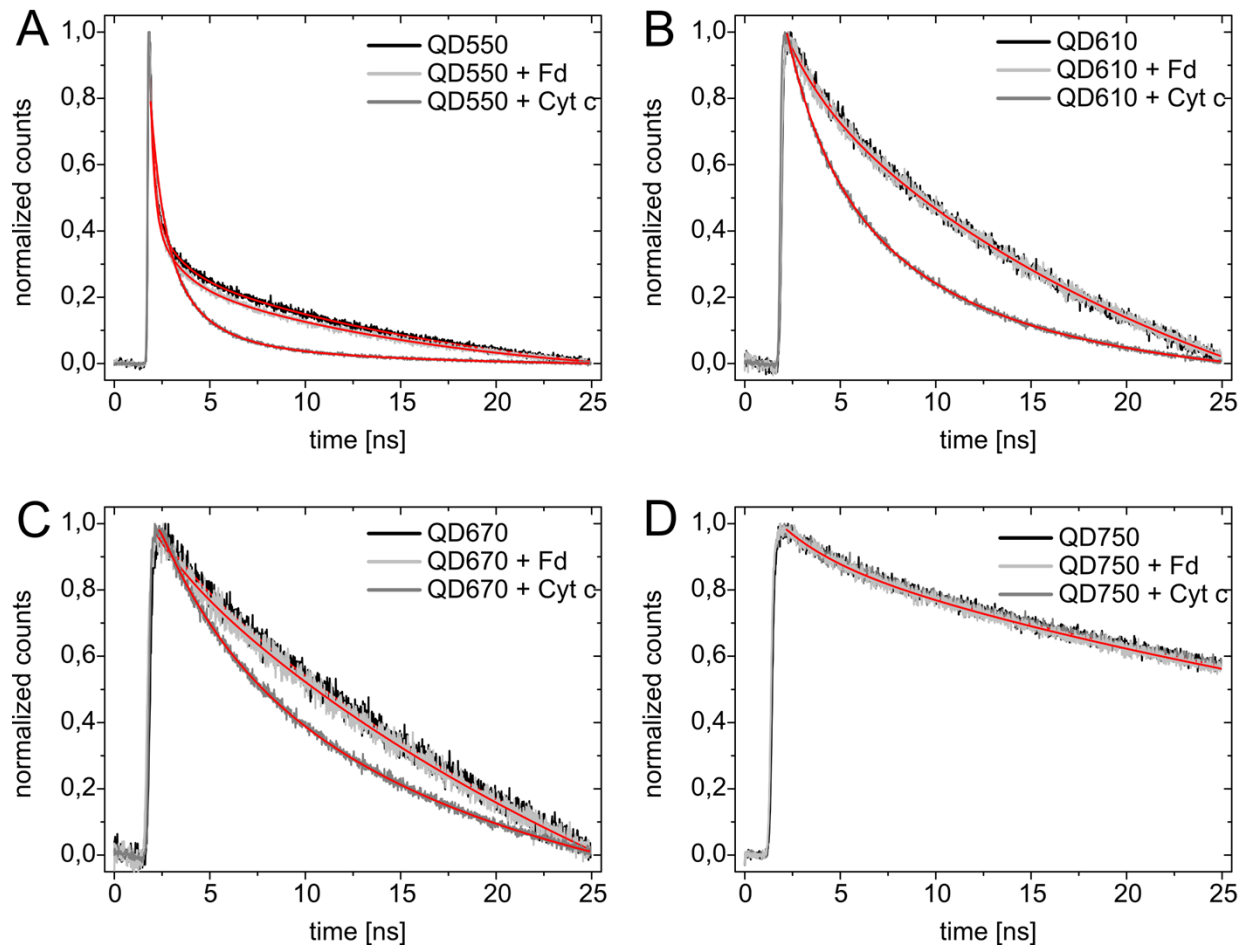 A
QD550
QD550 + Fd
QD550 + Cyt c
1,0
0,8
0,6
0,4
0,2
0,0
normalized counts
0 5 10 15 20 25
time [ns]
B
QD610
QD610 + Fd
QD610 + Cyt c
1,0
0,8
0,6
0,4
0,2
0,0
normalized counts
0 5 10 15 20 25
time [ns]
C
QD670
QD670 + Fd
QD670 + Cyt c
1,0
0,8
0,6
0,4
0,2
0,0
normalized counts
0 5 10 15 20 25
time [ns]
D
QD750
QD750 + Fd
QD750 + Cyt c
1,0
0,8
0,6
0,4
0,2
0,0
normalized counts
0 5 10 15 20 25
time [ns]